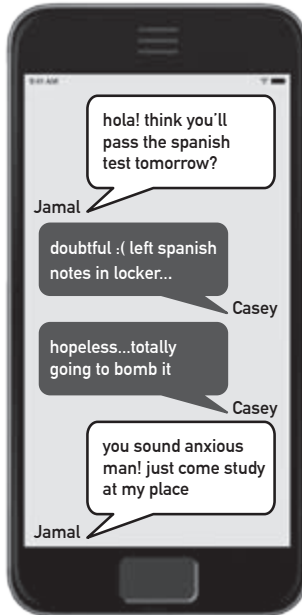 9:41 AM
hola! think you'll
pass the spanish
test tomorrow?
Jamal
doubtful :( left spanish
notes in locker...
Casey
hopeless...totally
going to bomb it
Casey
you sound anxious
man! just come study
at my place
Jamal